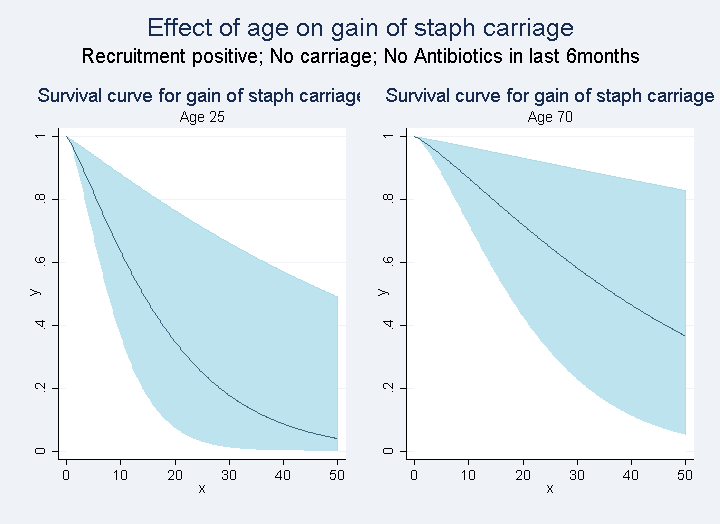 Effect of age on gain of staph carriage
Recruitment positive; No carriage; No Antibiotics in last 6months
Survival curve for gain of staph carriage
Age 25
1
.8
.6
.4
.2
0
y
0 10 20 30 40 50
x
Survival curve for gain of staph carriage
Age 70
1
.8
.6
.4
.2
0
y
0 10 20 30 40 50
x